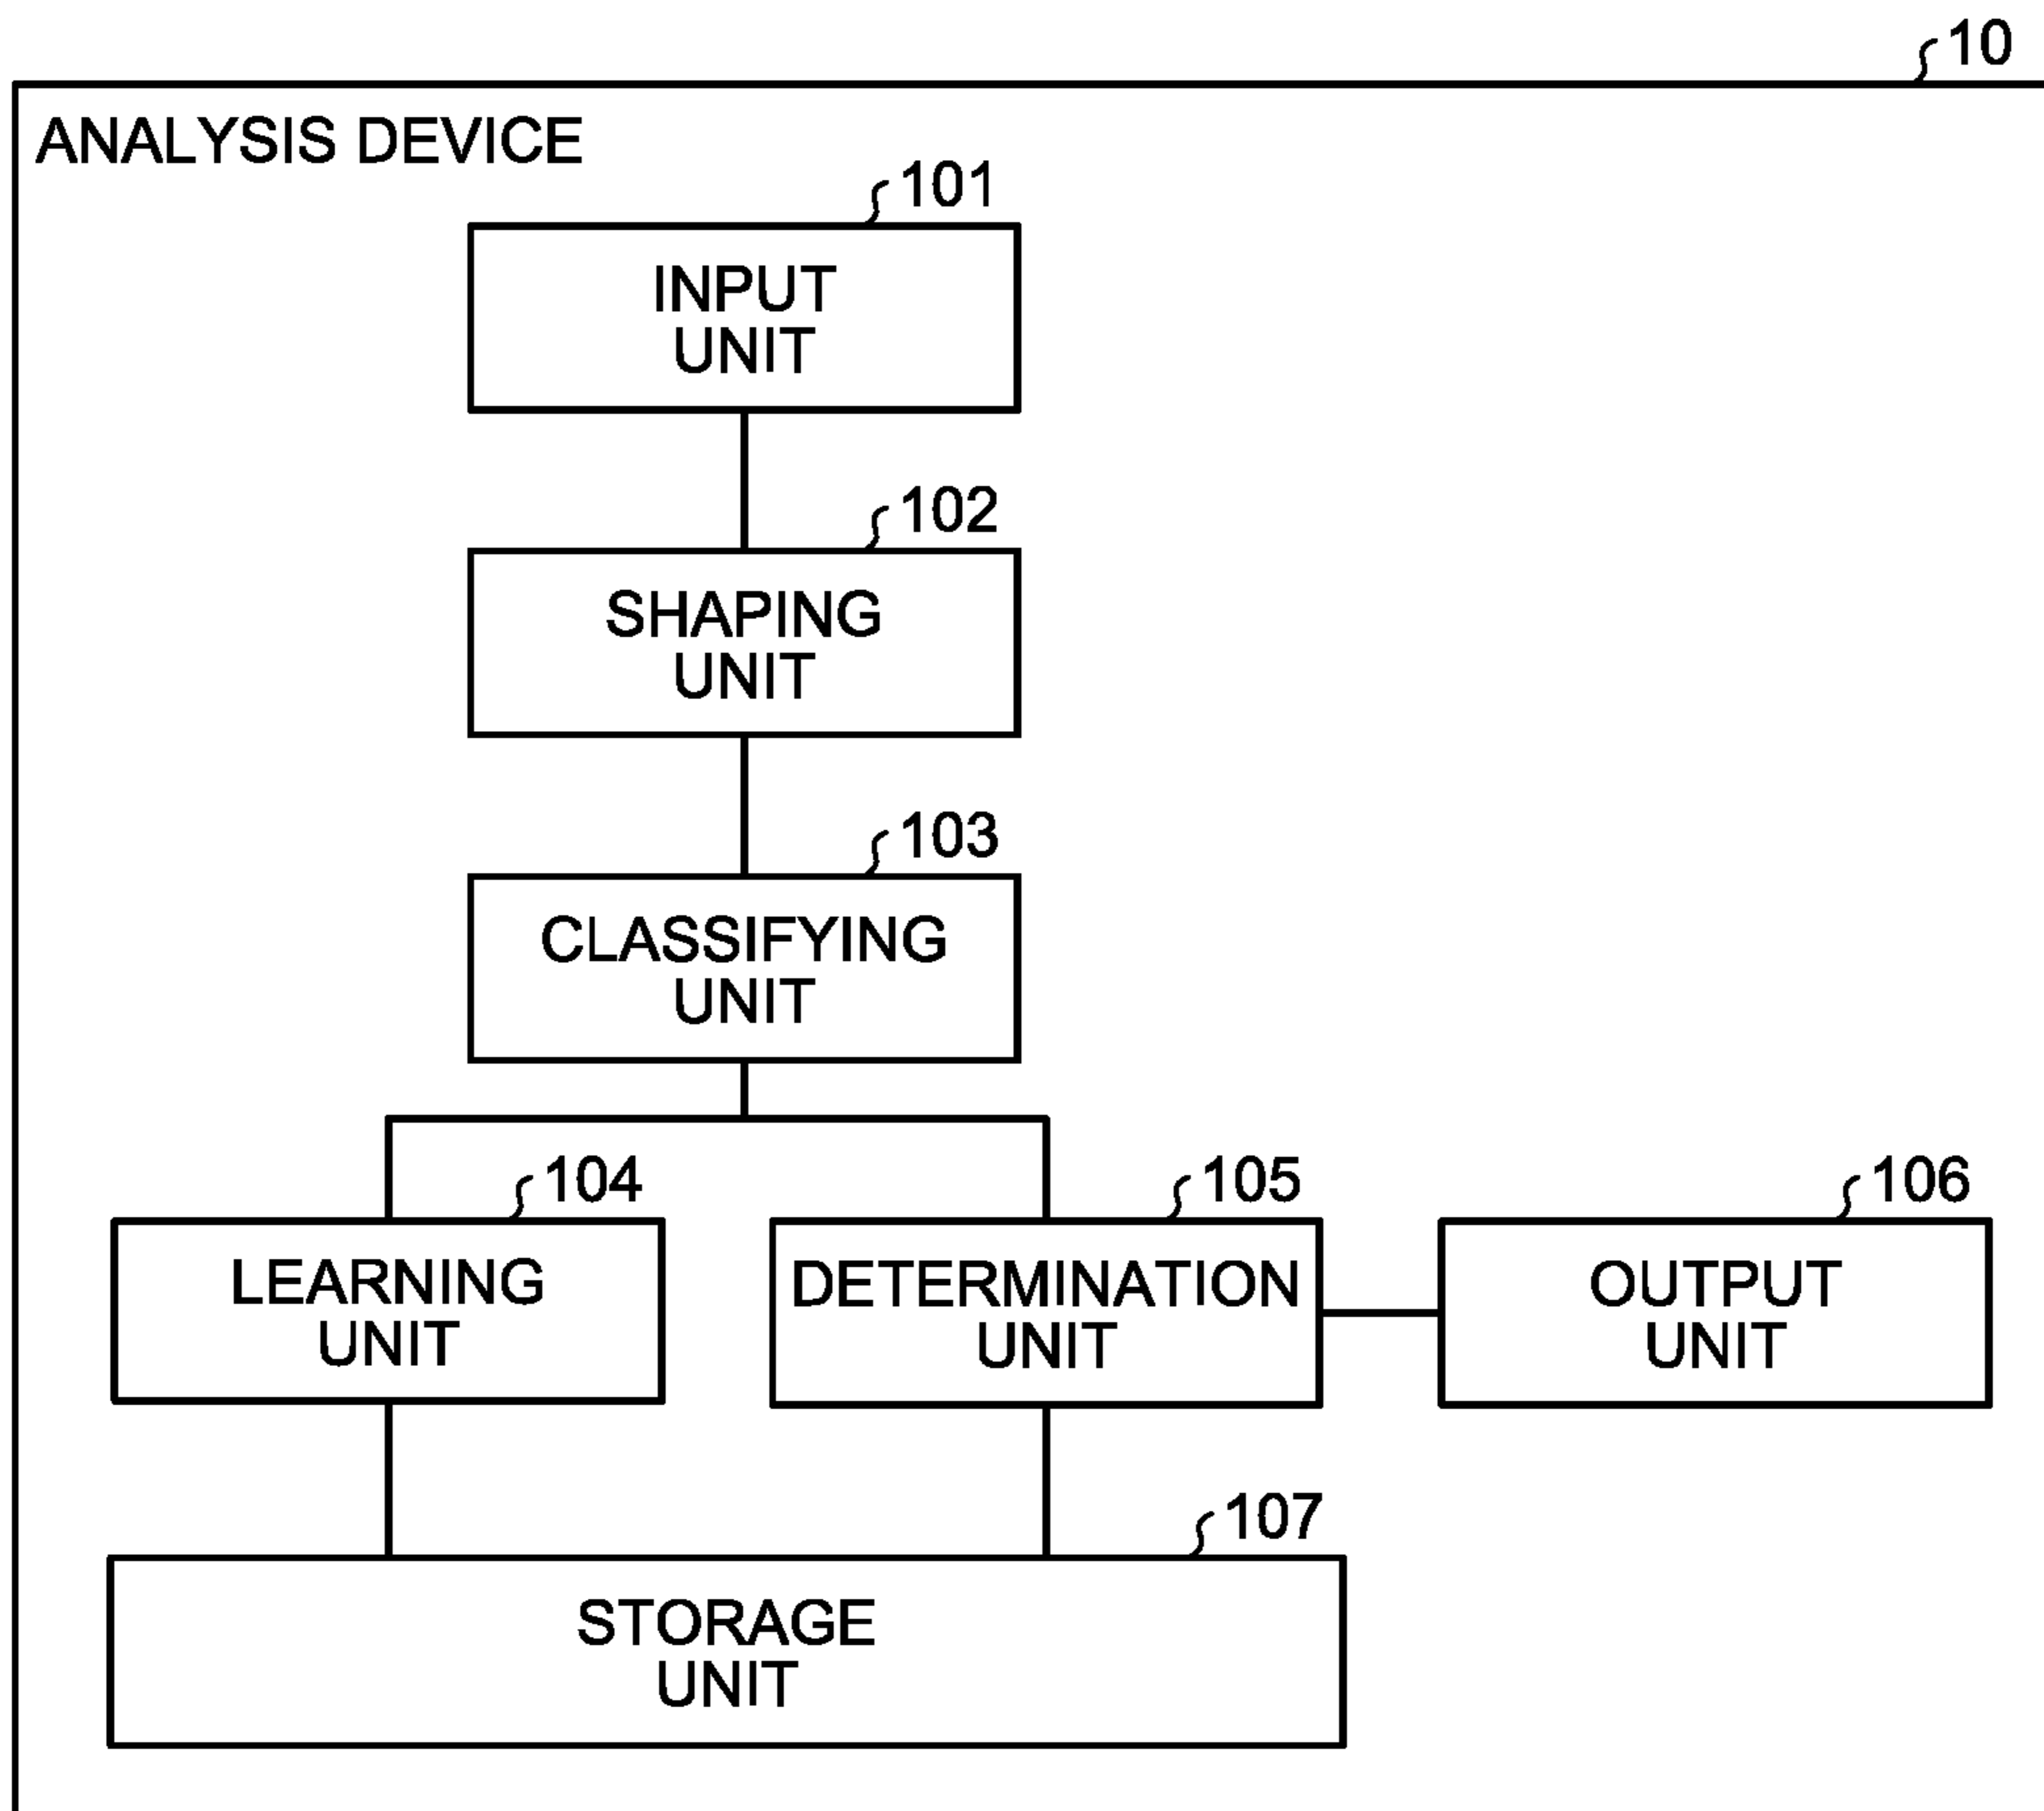 10
ANALYSIS DEVICE
101
INPUT
UNIT
102
SHAPING
UNIT
103
CLASSIFYING
UNIT
104
LEARNING
UNIT
105
DETERMINATION
UNIT
106
OUTPUT
UNIT
107
STORAGE
UNIT